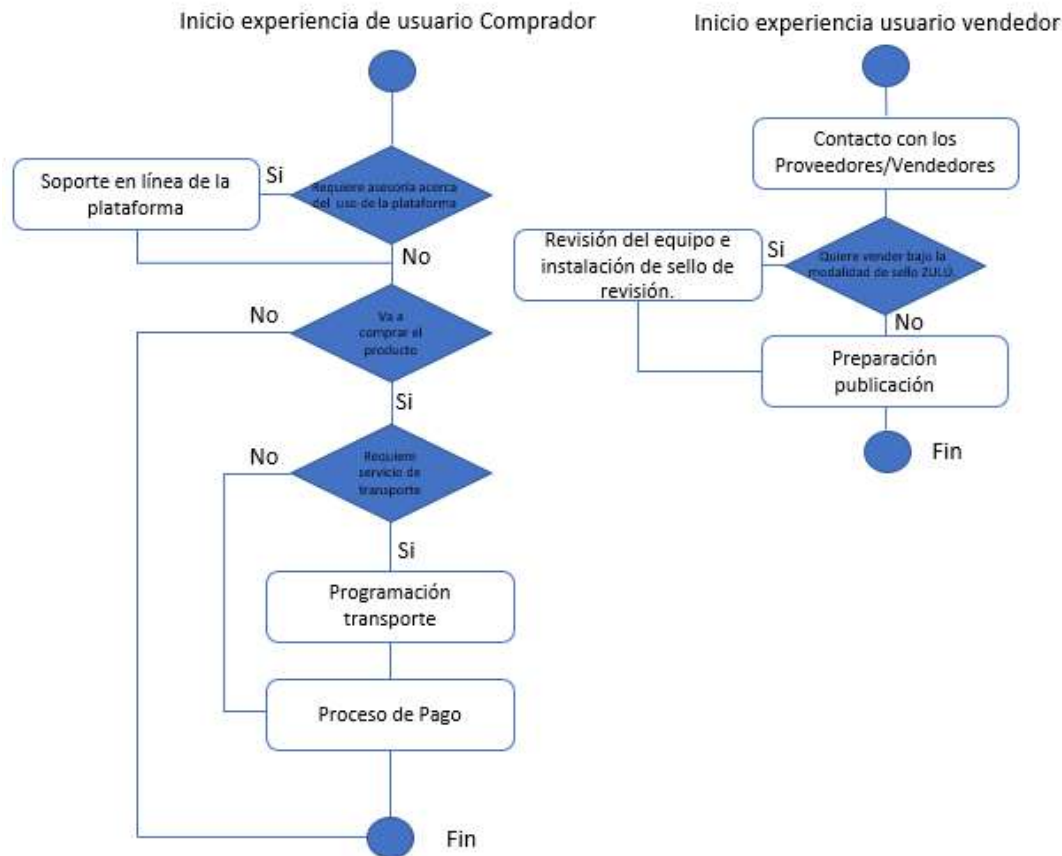 Inicio experiencia de usuario Comprador
Requiere asesoría acerca
del uso de la plataforma
Si
Soporte en línea de la
plataforma
No
Va a
comprar el
producto
No
Si
Requiere
servicio de
transporte
No
Si
Programación
transporte
Proceso de Pago
Fin
Inicio experiencia usuario vendedor
Contacto con los
Proveedores/Vendedores
Quiere vender bajo la
modalidad de sello ZULÚ.
Si
Revisión del equipo e
instalación de sello de
revisión.
No
Preparación
publicación
Fin